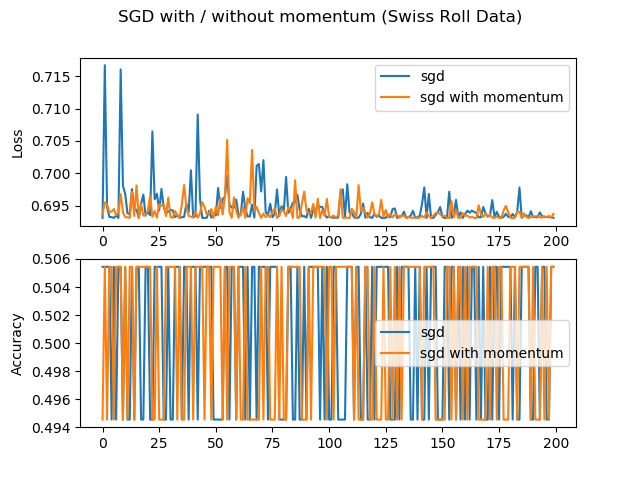 SGD with / without momentum (Swiss Roll Data)
0.715
0.710
0.705
0.700
0.695
Loss
sgd
sgd with momentum
0 25 50 75 100 125 150 175 200
0.506
0.504
0.502
0.500
0.498
0.496
0.494
Accuracy
sgd
sgd with momentum
0 25 50 75 100 125 150 175 200